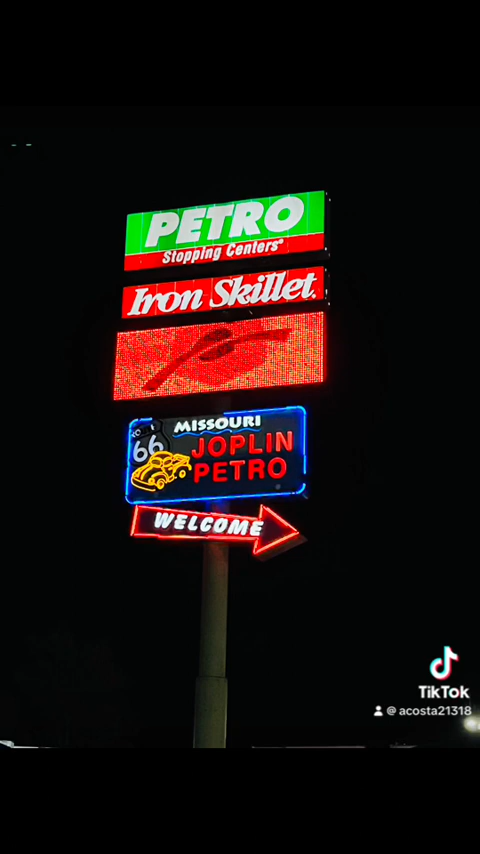 PETRO
Stopping Centers®
Iron Skillet
MISSOURI
66
JOPLIN
PETRO
WELCOME
TikTok
@ acosta21318